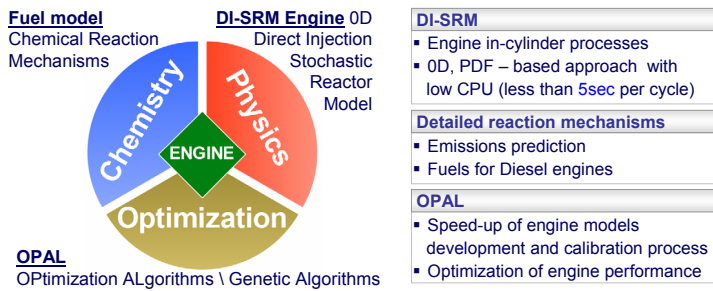 Fuel model
Chemical Reaction
Mechanisms
DI-SRM Engine 0D
Direct Injection
Stochastic
Reactor
Model
Chemistry
Physics
ENGINE
Optimization
OPAL
OPtimization ALgorithms \ Genetic Algorithms
DI-SRM
▪ Engine in-cylinder processes
▪ 0D, PDF – based approach with
low CPU (less than 5sec per cycle)
Detailed reaction mechanisms
▪ Emissions prediction
▪ Fuels for Diesel engines
OPAL
▪ Speed-up of engine models
development and calibration process
▪ Optimization of engine performance